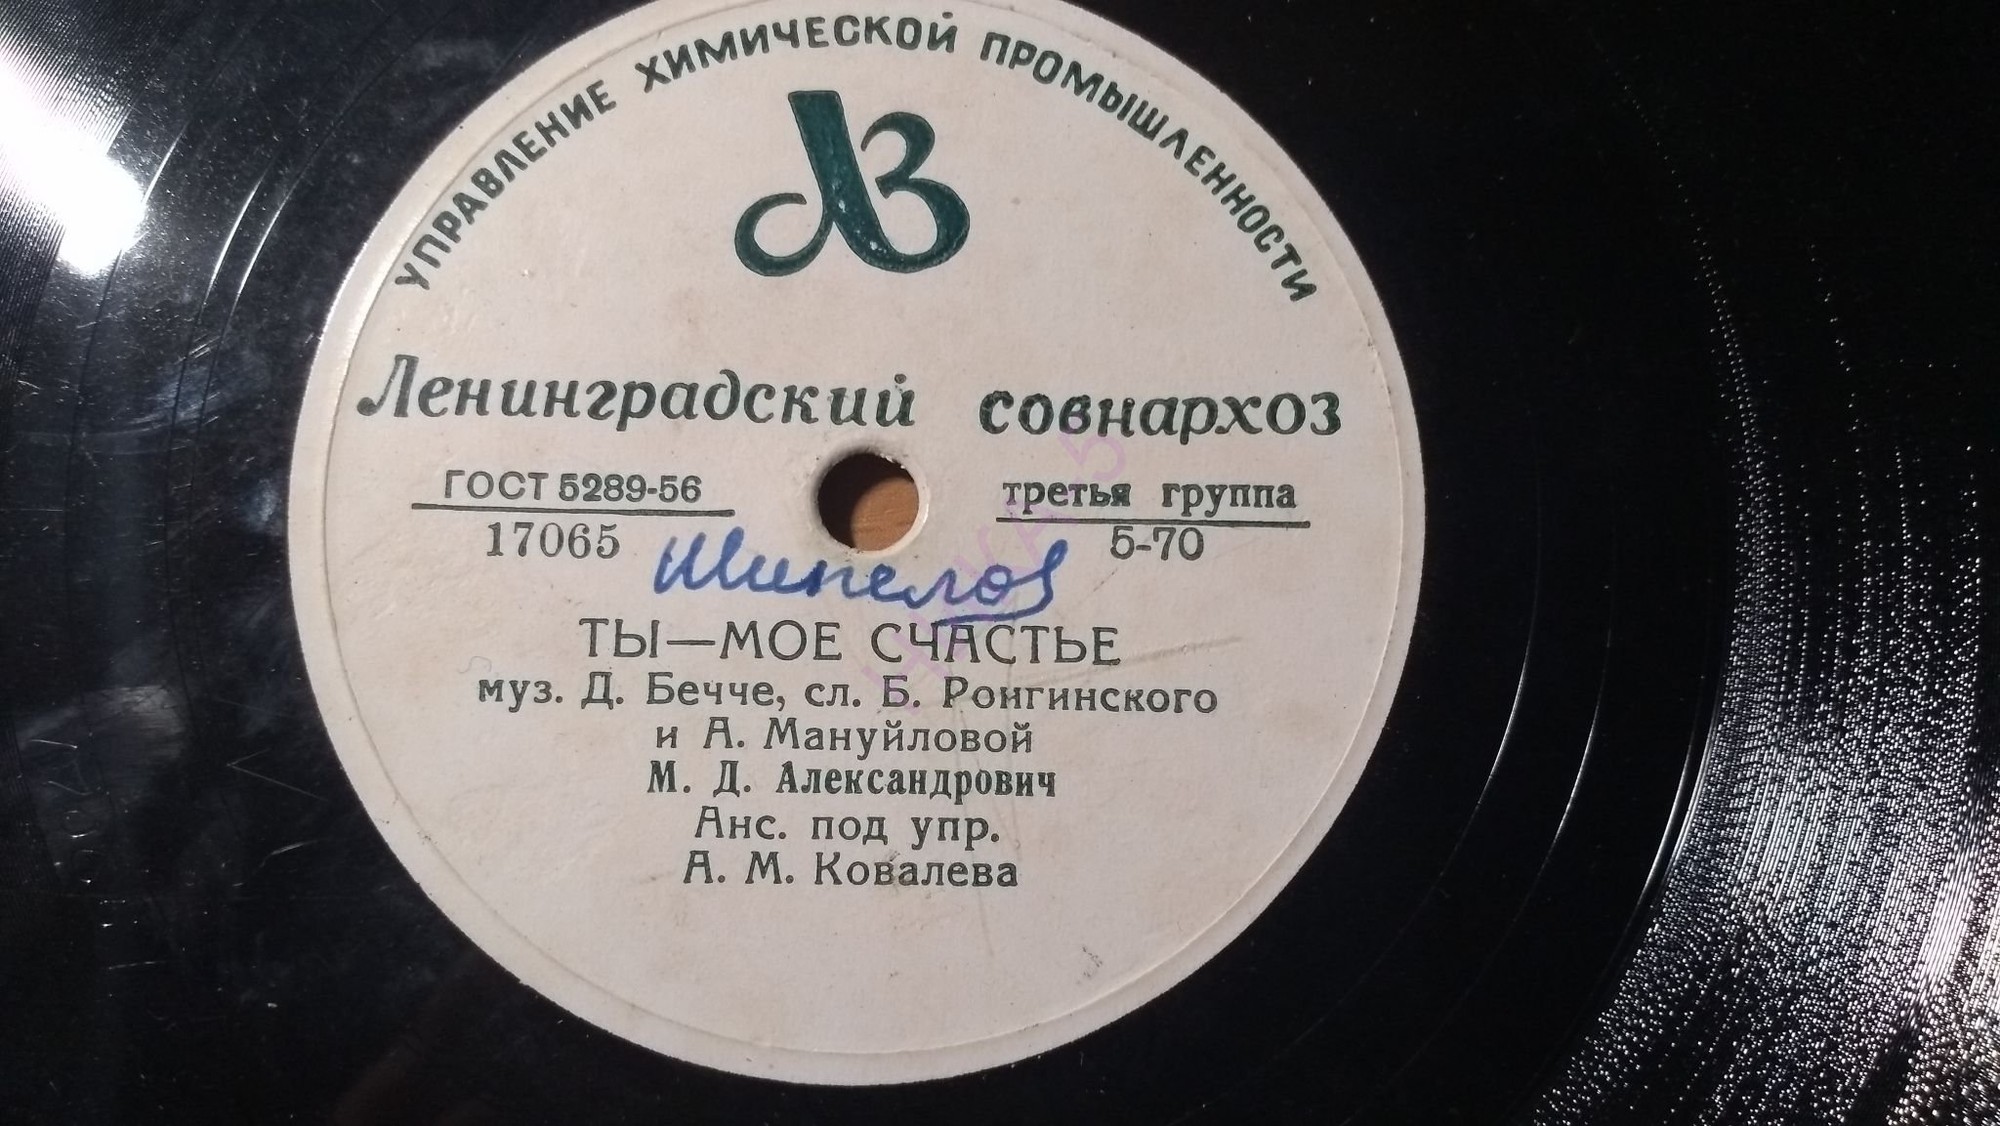 УПРАВЛЕНИЕ ХИМИЧЕСКОЙ ПРОМЫШЛЕННОСТИ
ЛЗ
Ленинградский совнархоз
ГОСТ 5289-56 третья группа
17065 5-70
Шипелов
ТЫ—МОЕ СЧАСТЬЕ
муз. Д. Бечче, сл. Б. Ронгинского
и А. Мануйловой
М. Д. Александрович
Анс. под упр.
А. М. Ковалева